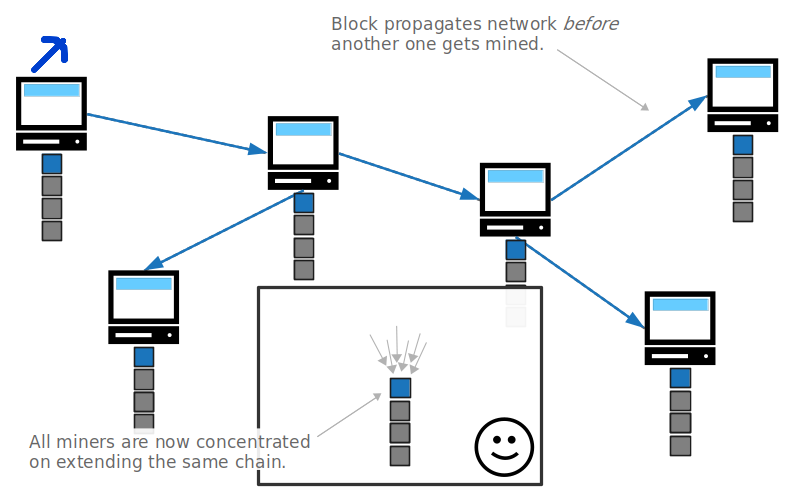 Block propagates network before
another one gets mined.
All miners are now concentrated
on extending the same chain.